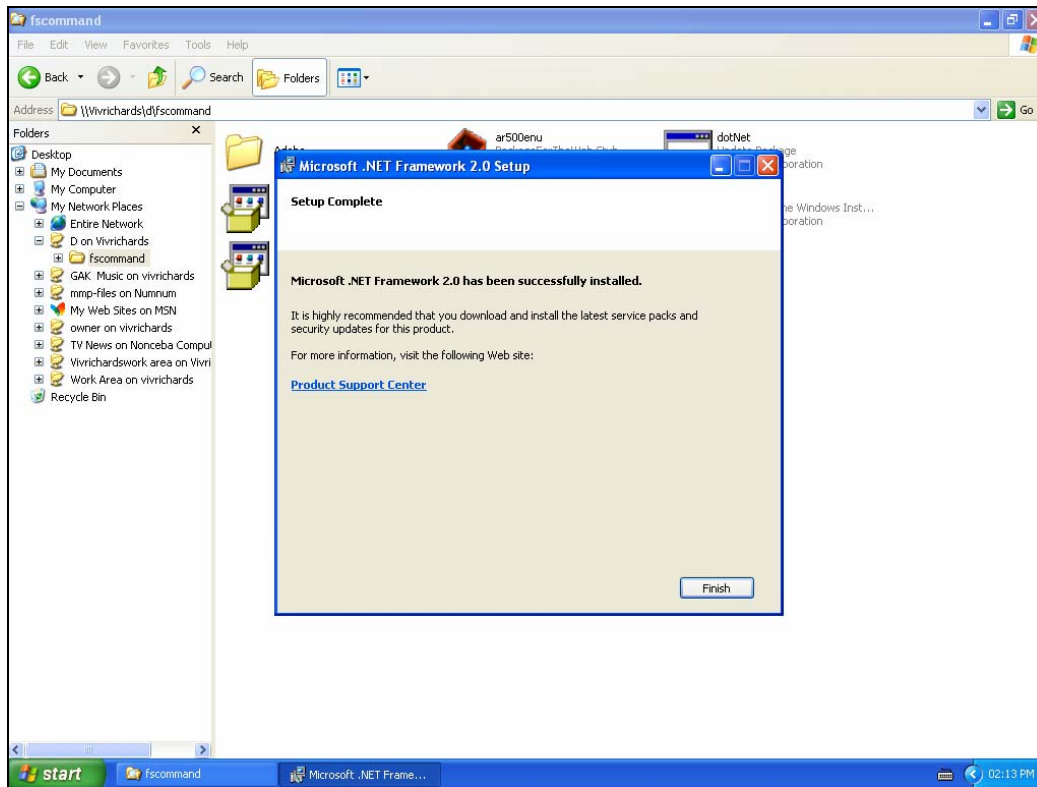 fscommand
File Edit View Favorites Tools Help
Back Search Folders
Address \\Vivrichards\d\fscommand Go
Folders
Desktop
My Documents
My Computer
My Network Places
Entire Network
D on Vivrichards
fscommand
GAK Music on vivrichards
mmp-files on Numnum
My Web Sites on MSN
owner on vivrichards
TV News on Nonceba Comput
Vivrichardswork area on Vivri
Work Area on vivrichards
Recycle Bin
ar500enu
dotNet
Microsoft .NET Framework 2.0 Setup
Setup Complete
Windows Inst...
Microsoft .NET Framework 2.0 has been successfully installed.
It is highly recommended that you download and install the latest service packs and
security updates for this product.
For more information, visit the following Web site:
Product Support Center
Finish
start fscommand Microsoft .NET Frame... 02:13 PM